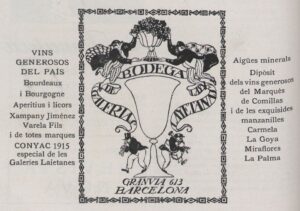 VINS
GENEROSOS
DEL PAÍS
Bourdeaux
i Bourgogne
Aperitius i licors
Xampany Jiménez
Varela Fils
i de totes marques
CONYAC 1915
especial de les
Galeries Laietanes
BODEGA
DE
GALERIAS
LAYETANAS
GRANVIA 613
BARCELONA
Aigües minerals
Dipòsit
dels vins generosos
del Marqués
de Comillas
i de les exquisides
manzanilles
Carmela
La Goya
Miraflores
La Palma